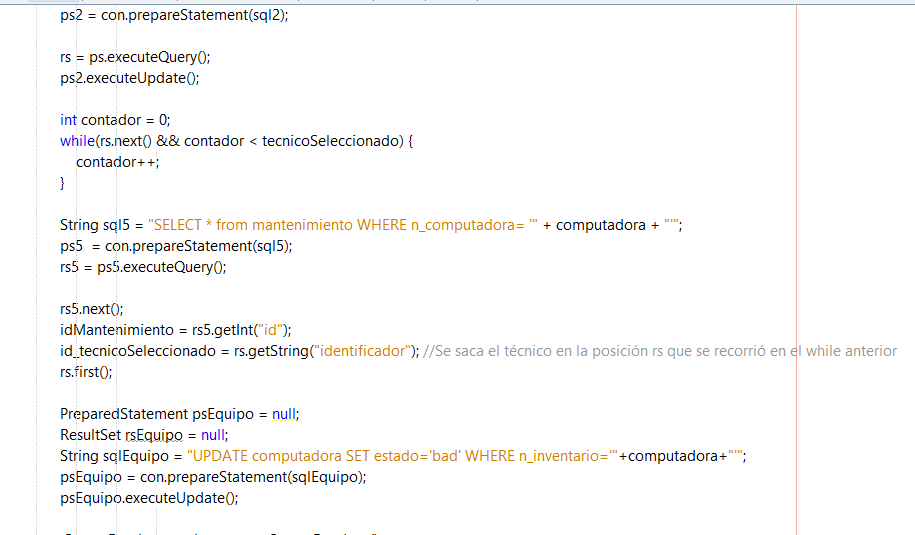 ps2 = con.prepareStatement(sql2);
rs = ps.executeQuery();
ps2.executeUpdate();
int contador = 0;
while(rs.next() && contador < tecnicoSeleccionado) {
contador++;
}
String sql5 = "SELECT * from mantenimiento WHERE n_computadora= '" + computadora + "'";
ps5  = con.prepareStatement(sql5);
rs5 = ps5.executeQuery();
rs5.next();
idMantenimiento = rs5.getInt("id");
id_tecnicoSeleccionado = rs.getString("identificador"); //Se saca el técnico en la posición rs que se recorrió en el while anterior
rs.first();
PreparedStatement psEquipo = null;
ResultSet rsEquipo = null;
String sqlEquipo = "UPDATE computadora SET estado='bad' WHERE n_inventario='"+computadora+"'";
psEquipo = con.prepareStatement(sqlEquipo);
psEquipo.executeUpdate();